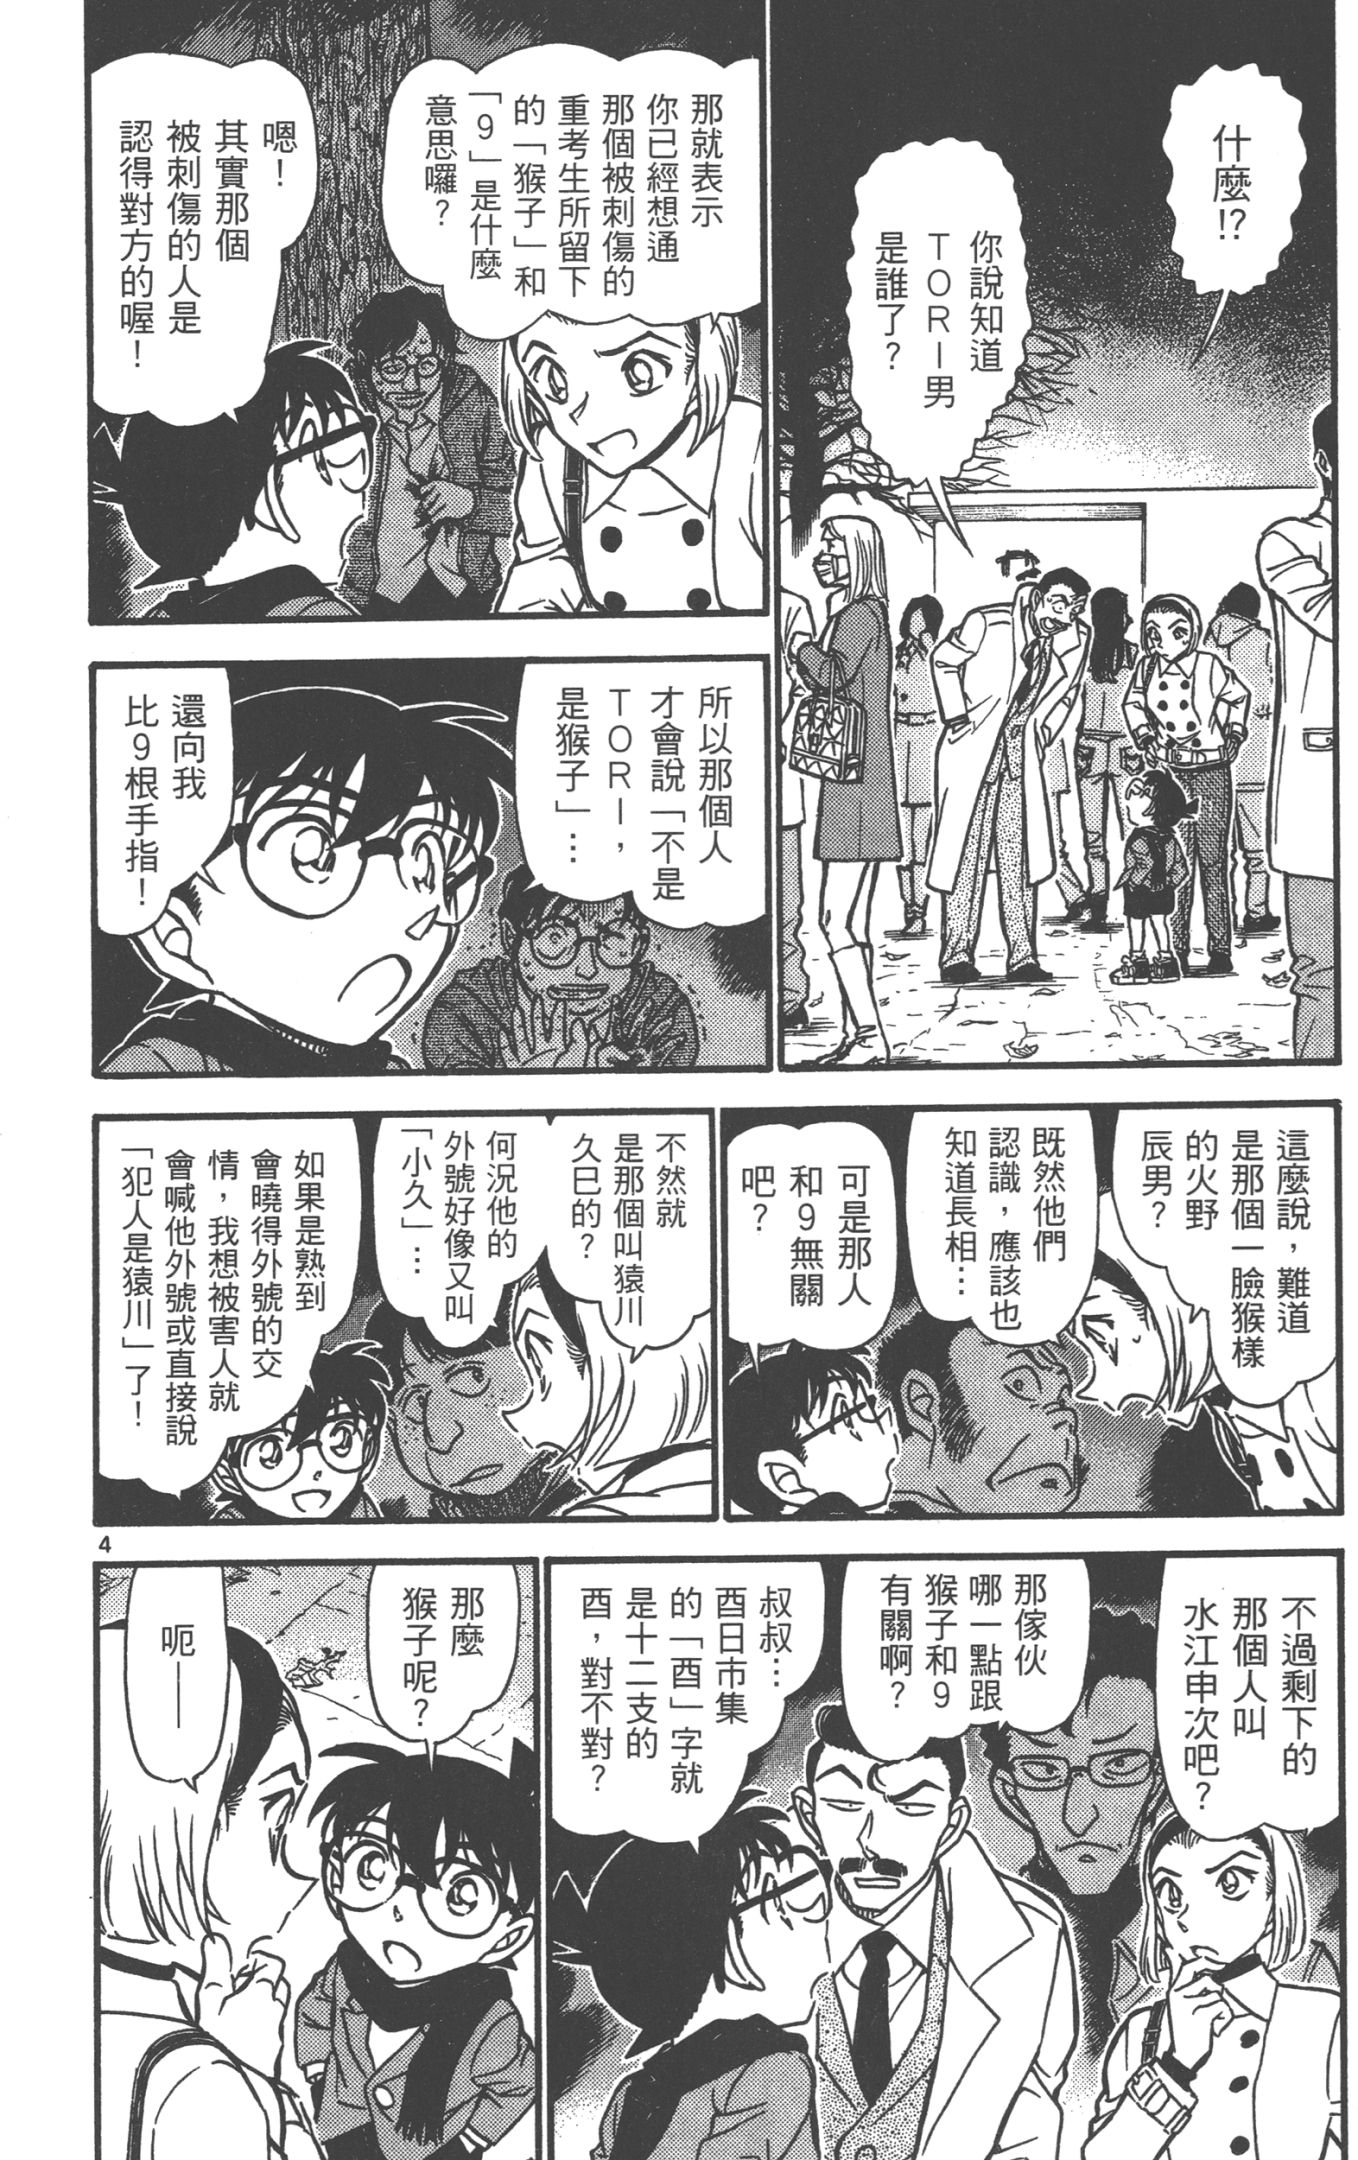 什麼!?
你說知道
TORI男
是誰了？
那就表示
你已經想通
那個被刺傷的
重考生所留下
的「猴子」和
「9」是什麼
意思囉？
嗯！
其實那個
被刺傷的人是
認得對方的喔！
所以那個人
才會說「不是
TORI，
是猴子」…
還向我
比9根手指！
這麼說，難道
是那個一臉猴樣
的火野
辰男？
既然他們
認識，應該也
知道長相…
可是那人
和9無關
吧？
不然就
是那個叫猿川
久巳的？
何況他的
外號好像又叫
「小久」…
如果是熟到
會曉得外號的交
情，我想被害人就
會喊他外號或直接說
「犯人是猿川」了！
4
不過剩下的
那個人叫
水江申次吧？
那傢伙
哪一點跟
猴子和9
有關啊？
叔叔…
酉日市集
的「酉」字就
是十二支的
酉，對不對？
那麼
猴子呢？
呃——